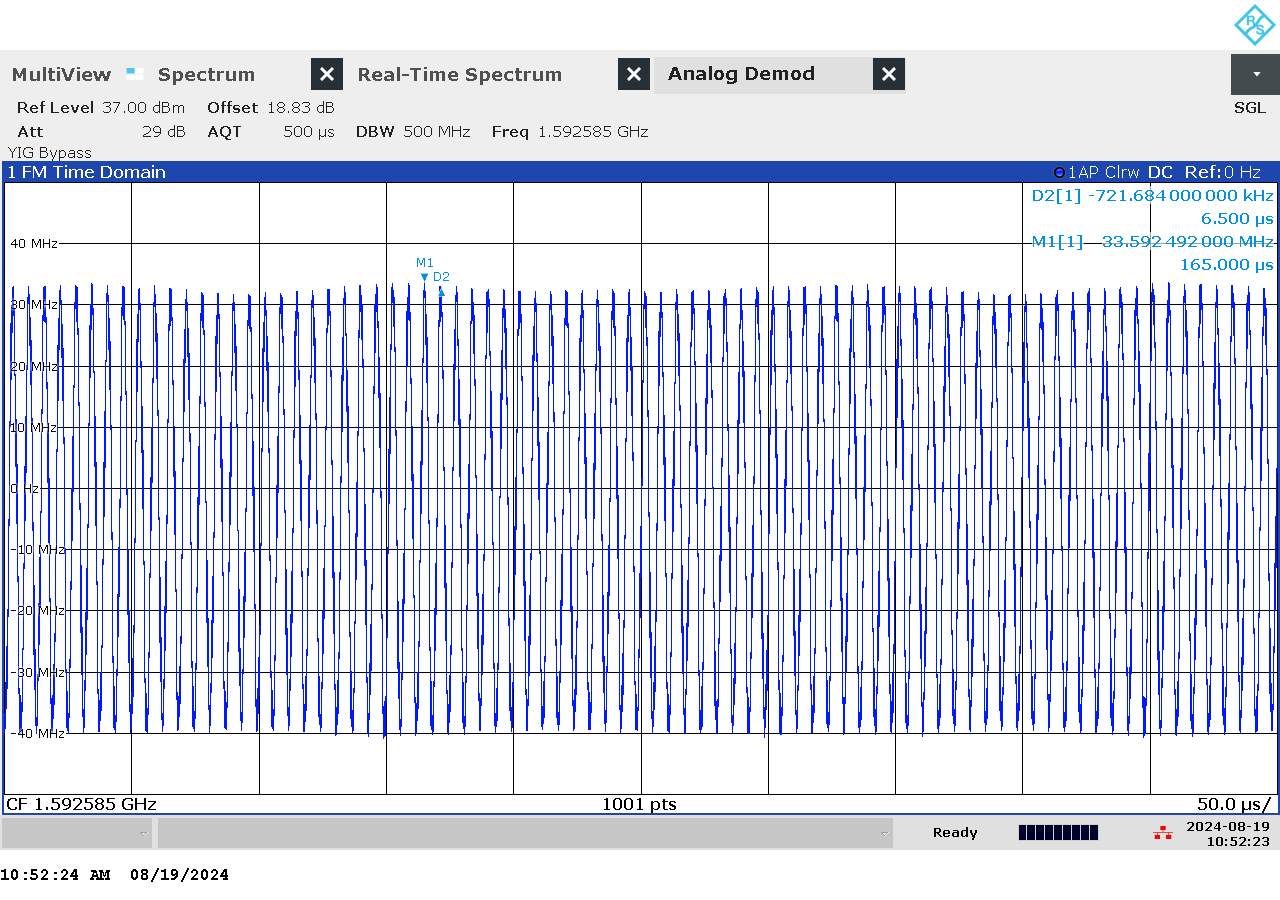 R S
MultiView Spectrum Real-Time Spectrum Analog Demod
Ref Level 37.00 dBm Offset 18.83 dB SGL
Att 29 dB AQT 500 µs DBW 500 MHz Freq 1.592585 GHz
YIG Bypass
1 FM Time Domain 1AP Clrw DC Ref:0 Hz
D2[1] -721.684 000 000 kHz
6.500 µs
40 MHz M1[1] 33.592 492 000 MHz
165.000 µs
M1
D2
30 MHz
20 MHz
10 MHz
0 Hz
-10 MHz
-20 MHz
-30 MHz
-40 MHz
CF 1.592585 GHz 1001 pts 50.0 µs/
Ready 2024-08-19
10:52:23
10:52:24 AM 08/19/2024